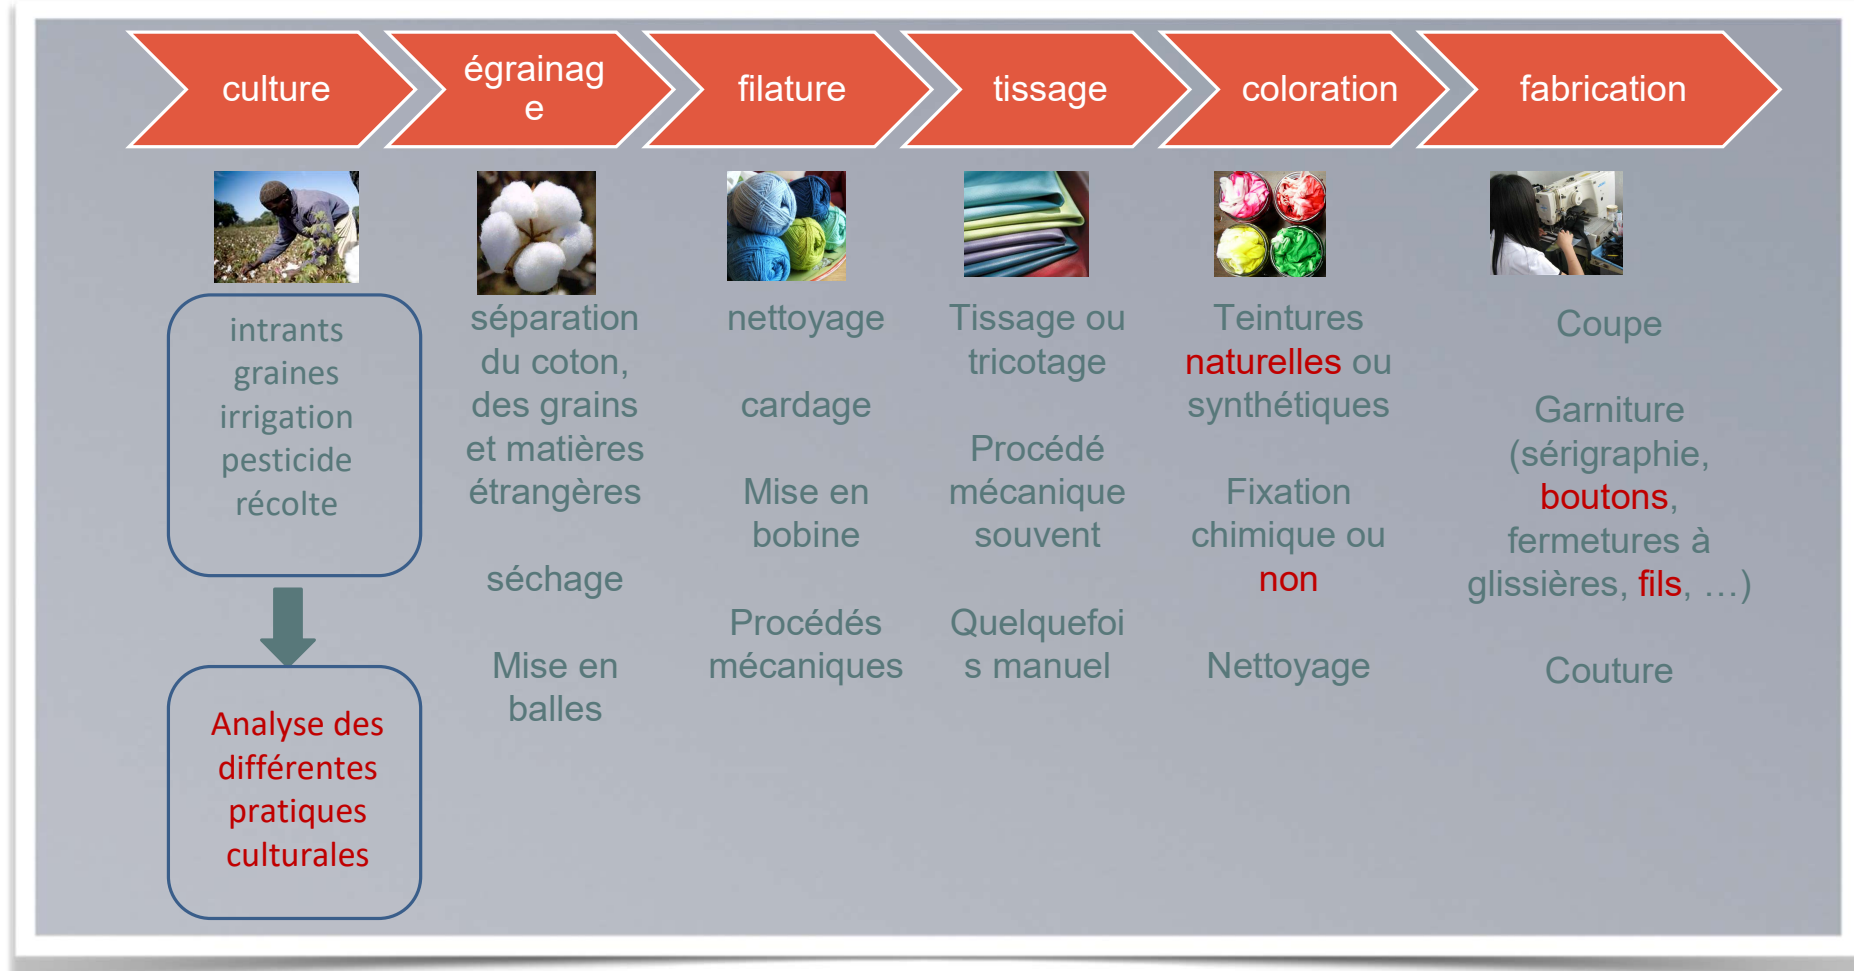 culture
égrainag
e
filature
tissage
coloration
fabrication
intrants
graines
irrigation
pesticide
récolte
Analyse des
différentes
pratiques
culturales
séparation
du coton,
des grains
et matières
étrangères
séchage
Mise en
balles
nettoyage
cardage
Mise en
bobine
Procédés
mécaniques
Tissage ou
tricotage
Procédé
mécanique
souvent
Quelquefoi
s manuel
Teintures
naturelles ou
synthétiques
Fixation
chimique ou
non
Nettoyage
Coupe
Garniture
(sérigraphie,
boutons,
fermetures à
glissières, fils, …)
Couture